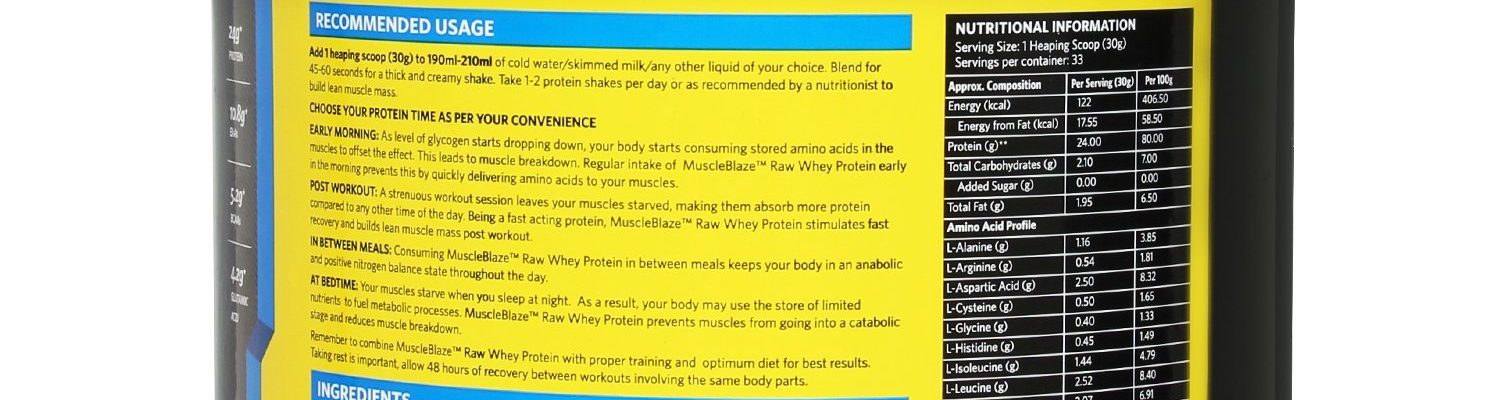 24g*
PROTEIN
10.8g*
EAAs
5.2g*
BCAAs
4.2g*
GLUTAMIC
ACID
RECOMMENDED USAGE
Add 1 heaping scoop (30g) to 190ml-210ml of cold water/skimmed milk/any other liquid of your choice. Blend for
45-60 seconds for a thick and creamy shake. Take 1-2 protein shakes per day or as recommended by a nutritionist to
build lean muscle mass.
CHOOSE YOUR PROTEIN TIME AS PER YOUR CONVENIENCE
EARLY MORNING: As level of glycogen starts dropping down, your body starts consuming stored amino acids in the
muscles to offset the effect. This leads to muscle breakdown. Regular intake of MuscleBlaze™ Raw Whey Protein early
in the morning prevents this by quickly delivering amino acids to your muscles.
POST WORKOUT: A strenuous workout session leaves your muscles starved, making them absorb more protein
compared to any other time of the day. Being a fast acting protein, MuscleBlaze™ Raw Whey Protein stimulates fast
recovery and builds lean muscle mass post workout.
IN BETWEEN MEALS: Consuming MuscleBlaze™ Raw Whey Protein in between meals keeps your body in an anabolic
and positive nitrogen balance state throughout the day.
AT BEDTIME: Your muscles starve when you sleep at night. As a result, your body may use the store of limited
nutrients to fuel metabolic processes. MuscleBlaze™ Raw Whey Protein prevents muscles from going into a catabolic
stage and reduces muscle breakdown.
Remember to combine MuscleBlaze™ Raw Whey Protein with proper training and optimum diet for best results.
Taking rest is important, allow 48 hours of recovery between workouts involving the same body parts.
INGREDIENTS
NUTRITIONAL INFORMATION
Serving Size: 1 Heaping Scoop (30g)
Servings per container: 33
Approx. Composition Per Serving (30g) Per 100g
Energy (kcal) 122 406.50
Energy from Fat (kcal) 17.55 58.50
Protein (g)** 24.00 80.00
Total Carbohydrates (g) 2.10 7.00
Added Sugar (g) 0.00 0.00
Total Fat (g) 1.95 6.50
Amino Acid Profile
L-Alanine (g) 1.16 3.85
L-Arginine (g) 0.54 1.81
L-Aspartic Acid (g) 2.50 8.32
L-Cysteine (g) 0.50 1.65
L-Glycine (g) 0.40 1.33
L-Histidine (g) 0.45 1.49
L-Isoleucine (g) 1.44 4.79
L-Leucine (g) 2.52 8.40
6.91